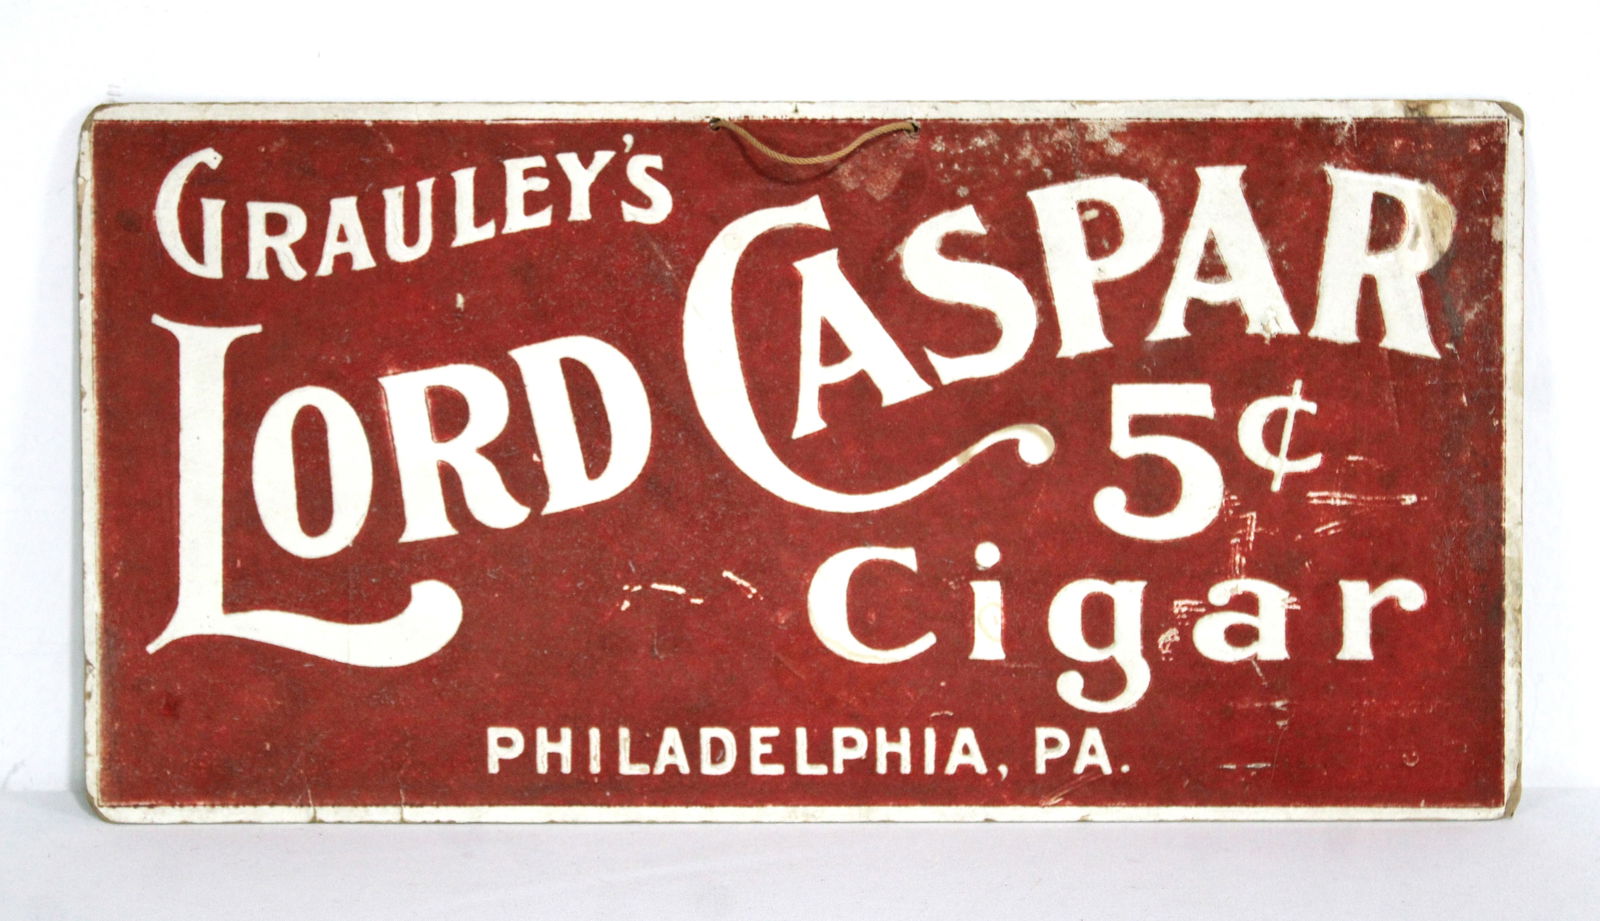 GRAULEY'S
LORD CASPAR
5¢
Cigar
PHILADELPHIA, PA.